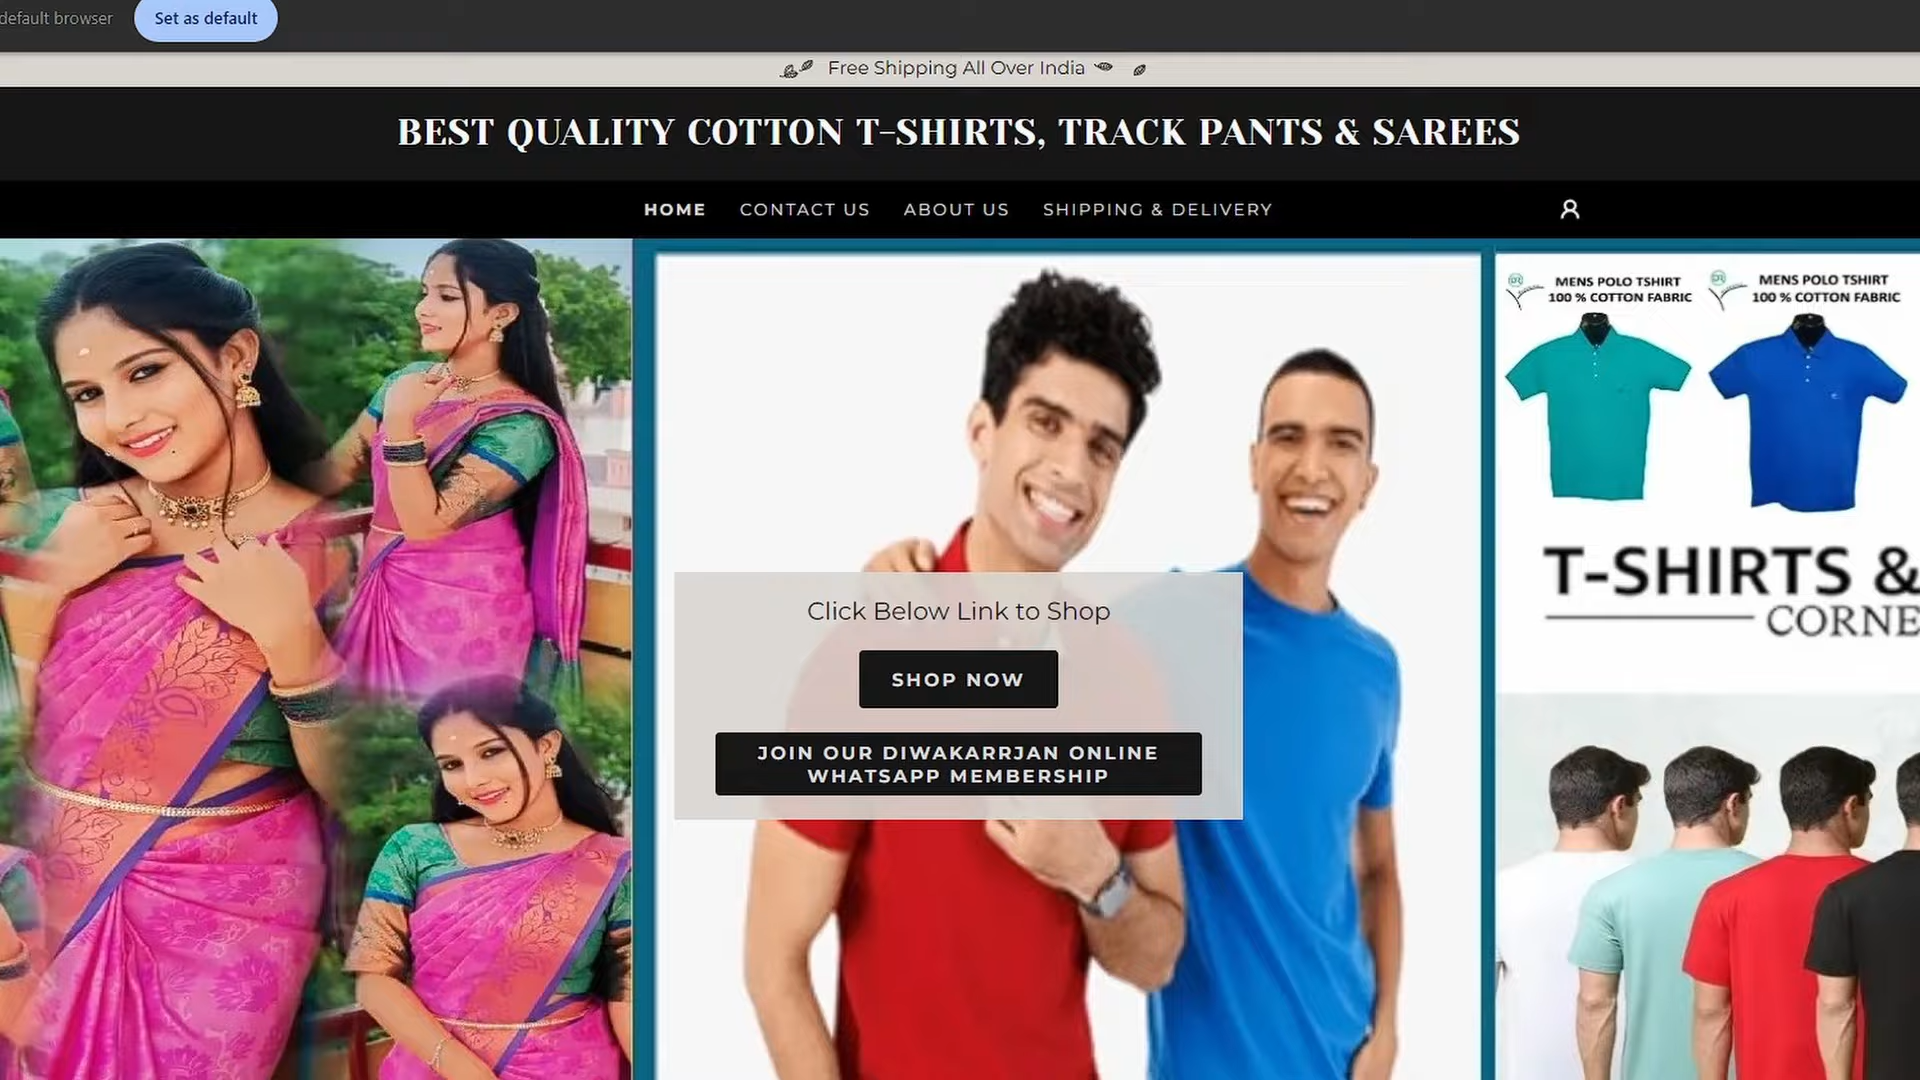 default browser
Set as default
Free Shipping All Over India
BEST QUALITY COTTON T-SHIRTS, TRACK PANTS & SAREES
HOME
CONTACT US
ABOUT US
SHIPPING & DELIVERY
MENS POLO TSHIRT
100 % COTTON FABRIC
MENS POLO TSHIRT
100 % COTTON FABRIC
T-SHIRTS &
CORNE
Click Below Link to Shop
SHOP NOW
JOIN OUR DIWAKARRJAN ONLINE
WHATSAPP MEMBERSHIP